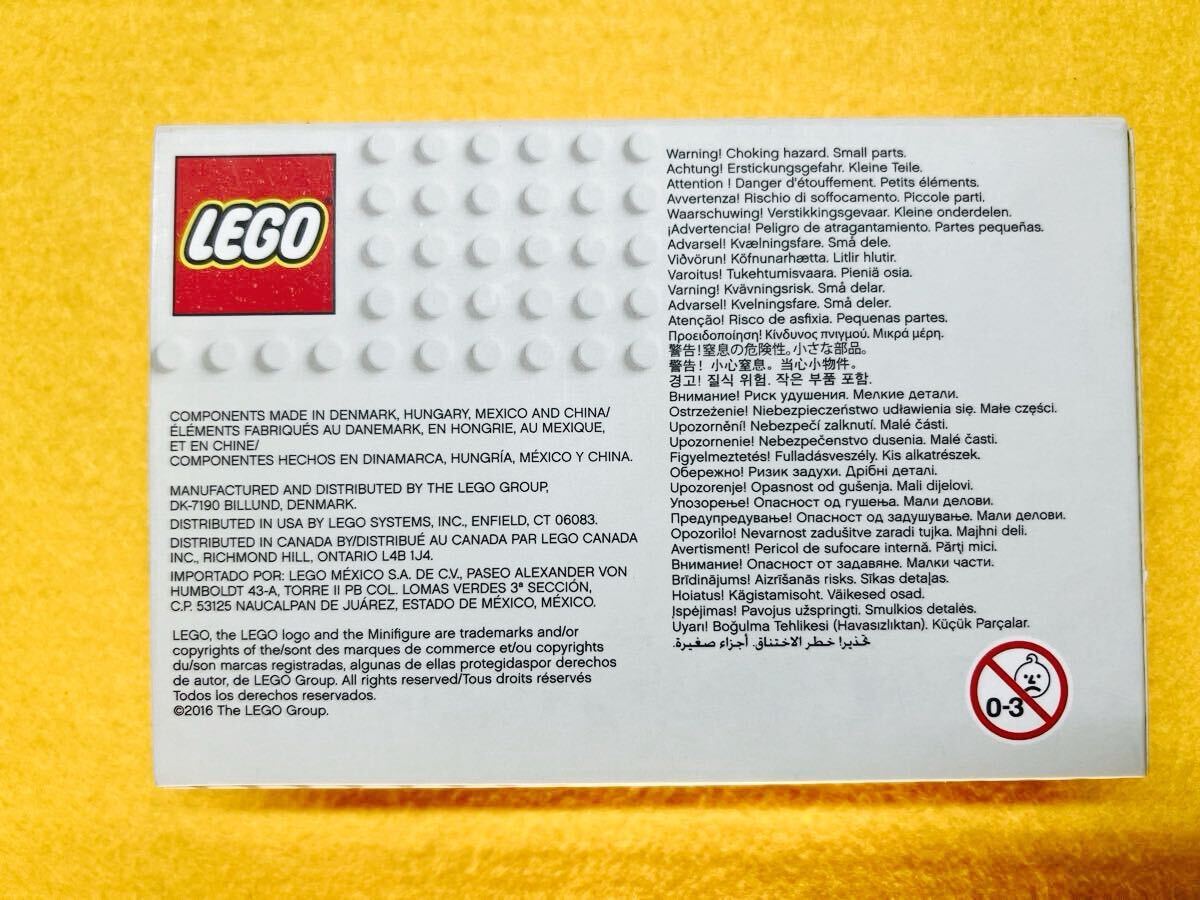 LEGO
COMPONENTS MADE IN DENMARK, HUNGARY, MEXICO AND CHINA/
ÉLÉMENTS FABRIQUÉS AU DANEMARK, EN HONGRIE, AU MEXIQUE,
ET EN CHINE/
COMPONENTES HECHOS EN DINAMARCA, HUNGRÍA, MÉXICO Y CHINA.
MANUFACTURED AND DISTRIBUTED BY THE LEGO GROUP,
DK-7190 BILLUND, DENMARK.
DISTRIBUTED IN USA BY LEGO SYSTEMS, INC., ENFIELD, CT 06083.
DISTRIBUTED IN CANADA BY/DISTRIBUÉ AU CANADA PAR LEGO CANADA
INC., RICHMOND HILL, ONTARIO L4B 1J4.
IMPORTADO POR: LEGO MÉXICO S.A. DE C.V., PASEO ALEXANDER VON
HUMBOLDT 43-A, TORRE II PB COL. LOMAS VERDES 3ª SECCIÓN,
C.P. 53125 NAUCALPAN DE JUÁREZ, ESTADO DE MÉXICO, MÉXICO.
LEGO, the LEGO logo and the Minifigure are trademarks and/or
copyrights of the/sont des marques de commerce et/ou copyrights
du/son marcas registradas, algunas de ellas protegidaspor derechos
de autor, de LEGO Group. All rights reserved/Tous droits réservés
Todos los derechos reservados.
©2016 The LEGO Group.
Warning! Choking hazard. Small parts.
Achtung! Erstickungsgefahr. Kleine Teile.
Attention ! Danger d'étouffement. Petits éléments.
Avvertenza! Rischio di soffocamento. Piccole parti.
Waarschuwing! Verstikkingsgevaar. Kleine onderdelen.
¡Advertencia! Peligro de atragantamiento. Partes pequeñas.
Advarsel! Kvælningsfare. Små dele.
Viðvörun! Köfnunarhætta. Litlir hlutir.
Varoitus! Tukehtumisvaara. Pieniä osia.
Varning! Kvävningsrisk. Små delar.
Advarsel! Kvelningsfare. Små deler.
Atenção! Risco de asfixia. Pequenas partes.
Προειδοποίηση! Κίνδυνος πνιγμού. Μικρά μέρη.
警告!窒息の危険性。小さな部品。
警告！小心窒息。当心小物件。
경고! 질식 위험. 작은 부품 포함.
Внимание! Риск удушения. Мелкие детали.
Ostrzeżenie! Niebezpieczeństwo udławienia się. Małe części.
Upozornění! Nebezpečí zalknutí. Malé části.
Upozornenie! Nebezpečenstvo dusenia. Malé časti.
Figyelmeztetés! Fulladásveszély. Kis alkatrészek.
Обережно! Ризик задухи. Дрібні деталі.
Upozorenje! Opasnost od gušenja. Mali dijelovi.
Упозорење! Опасност од гушења. Мали делови.
Предупредување! Опасност од задушување. Мали делови.
Opozorilo! Nevarnost zadušitve zaradi tujka. Majhni deli.
Avertisment! Pericol de sufocare internă. Părţi mici.
Внимание! Опасност от задавяне. Малки части.
Brīdinājums! Aizrīšanās risks. Sīkas detaļas.
Hoiatus! Kägistamisoht. Väikesed osad.
Įspėjimas! Pavojus užspringti. Smulkios detalės.
Uyarı! Boğulma Tehlikesi (Havasızlıktan). Küçük Parçalar.
تحذير! خطر الاختناق. أجزاء صغيرة.
0-3